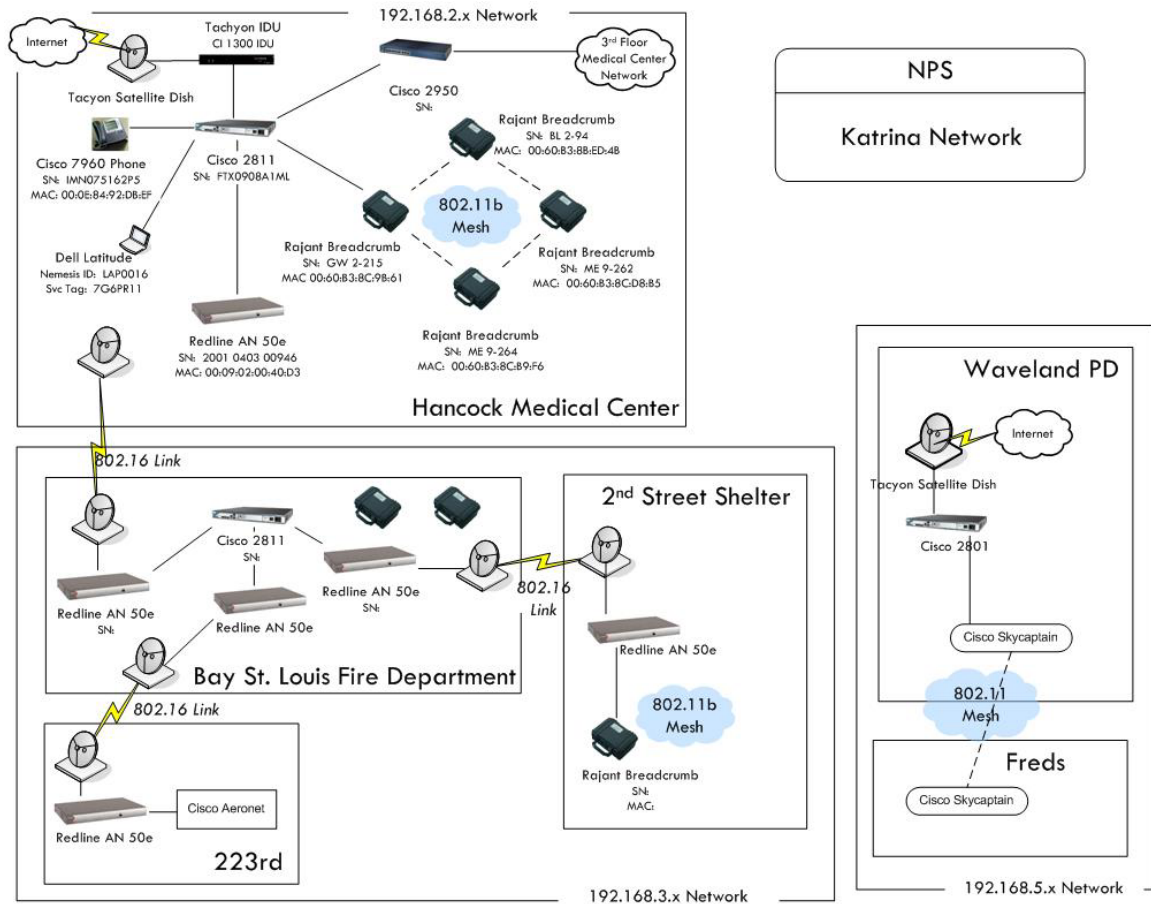 192.168.2.x Network
Internet
Tachyon IDU
CI 1300 IDU
Tacyon Satellite Dish
Cisco 2950
SN:
3rd Floor
Medical Center
Network
Cisco 7960 Phone
SN: IMN075162P5
MAC: 00:0E:84:92:DB:EF
Cisco 2811
SN: FTX0908A1ML
Rajant Breadcrumb
SN: BL 2-94
MAC: 00:60:B3:8B:ED:4B
802.11b
Mesh
Rajant Breadcrumb
SN: GW 2-215
MAC 00:60:B3:8C:9B:61
Rajant Breadcrumb
SN: ME 9-262
MAC: 00:60:B3:8C:D8:B5
Dell Latitude
Nemesis ID: LAP0016
Svc Tag: 7G6PR11
Redline AN 50e
SN: 2001 0403 00946
MAC: 00:09:02:00:40:D3
Rajant Breadcrumb
SN: ME 9-264
MAC: 00:60:B3:8C:B9:F6
Hancock Medical Center
NPS
Katrina Network
802.16 Link
Cisco 2811
SN:
Redline AN 50e
SN:
Redline AN 50e
Redline AN 50e
SN:
802.16
Link
Bay St. Louis Fire Department
802.16 Link
2nd Street Shelter
Redline AN 50e
802.11b
Mesh
Rajant Breadcrumb
SN:
MAC:
Redline AN 50e
Cisco Aeronet
223rd
192.168.3.x Network
Waveland PD
Internet
Tacyon Satellite Dish
Cisco 2801
Cisco Skycaptain
802.11
Mesh
Freds
Cisco Skycaptain
192.168.5.x Network